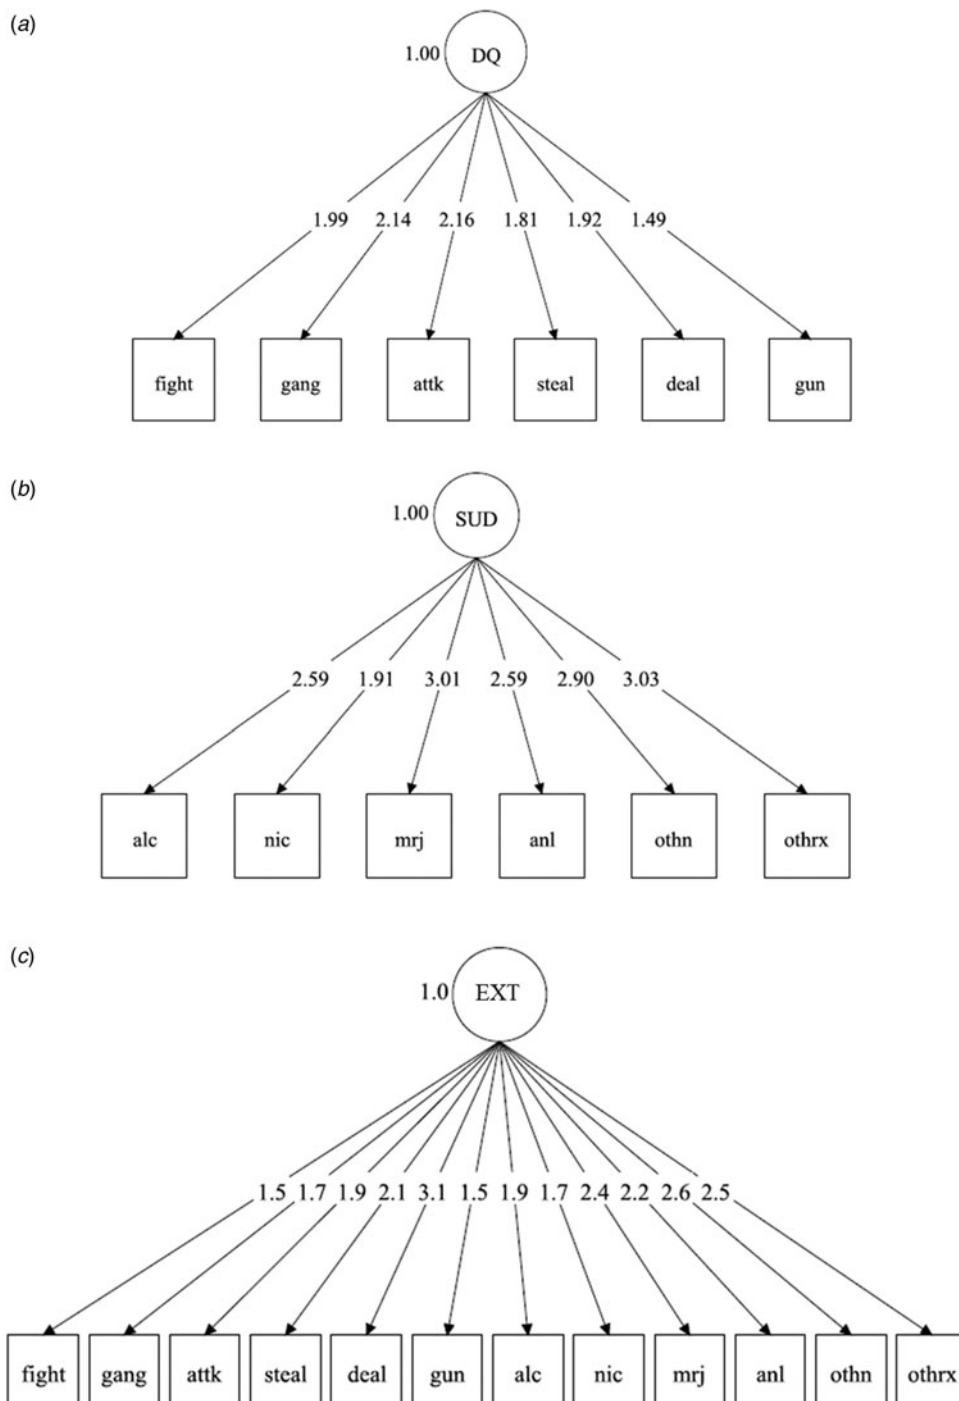 (a)
1.00 DQ
1.99 2.14 2.16 1.81 1.92 1.49
fight gang attk steal deal gun
(b)
1.00 SUD
2.59 1.91 3.01 2.59 2.90 3.03
alc nic mrj anl othn othrx
(c)
1.0 EXT
1.5 1.7 1.9 2.1 3.1 1.5 1.9 1.7 2.4 2.2 2.6 2.5
fight gang attk steal deal gun alc nic mrj anl othn othrx